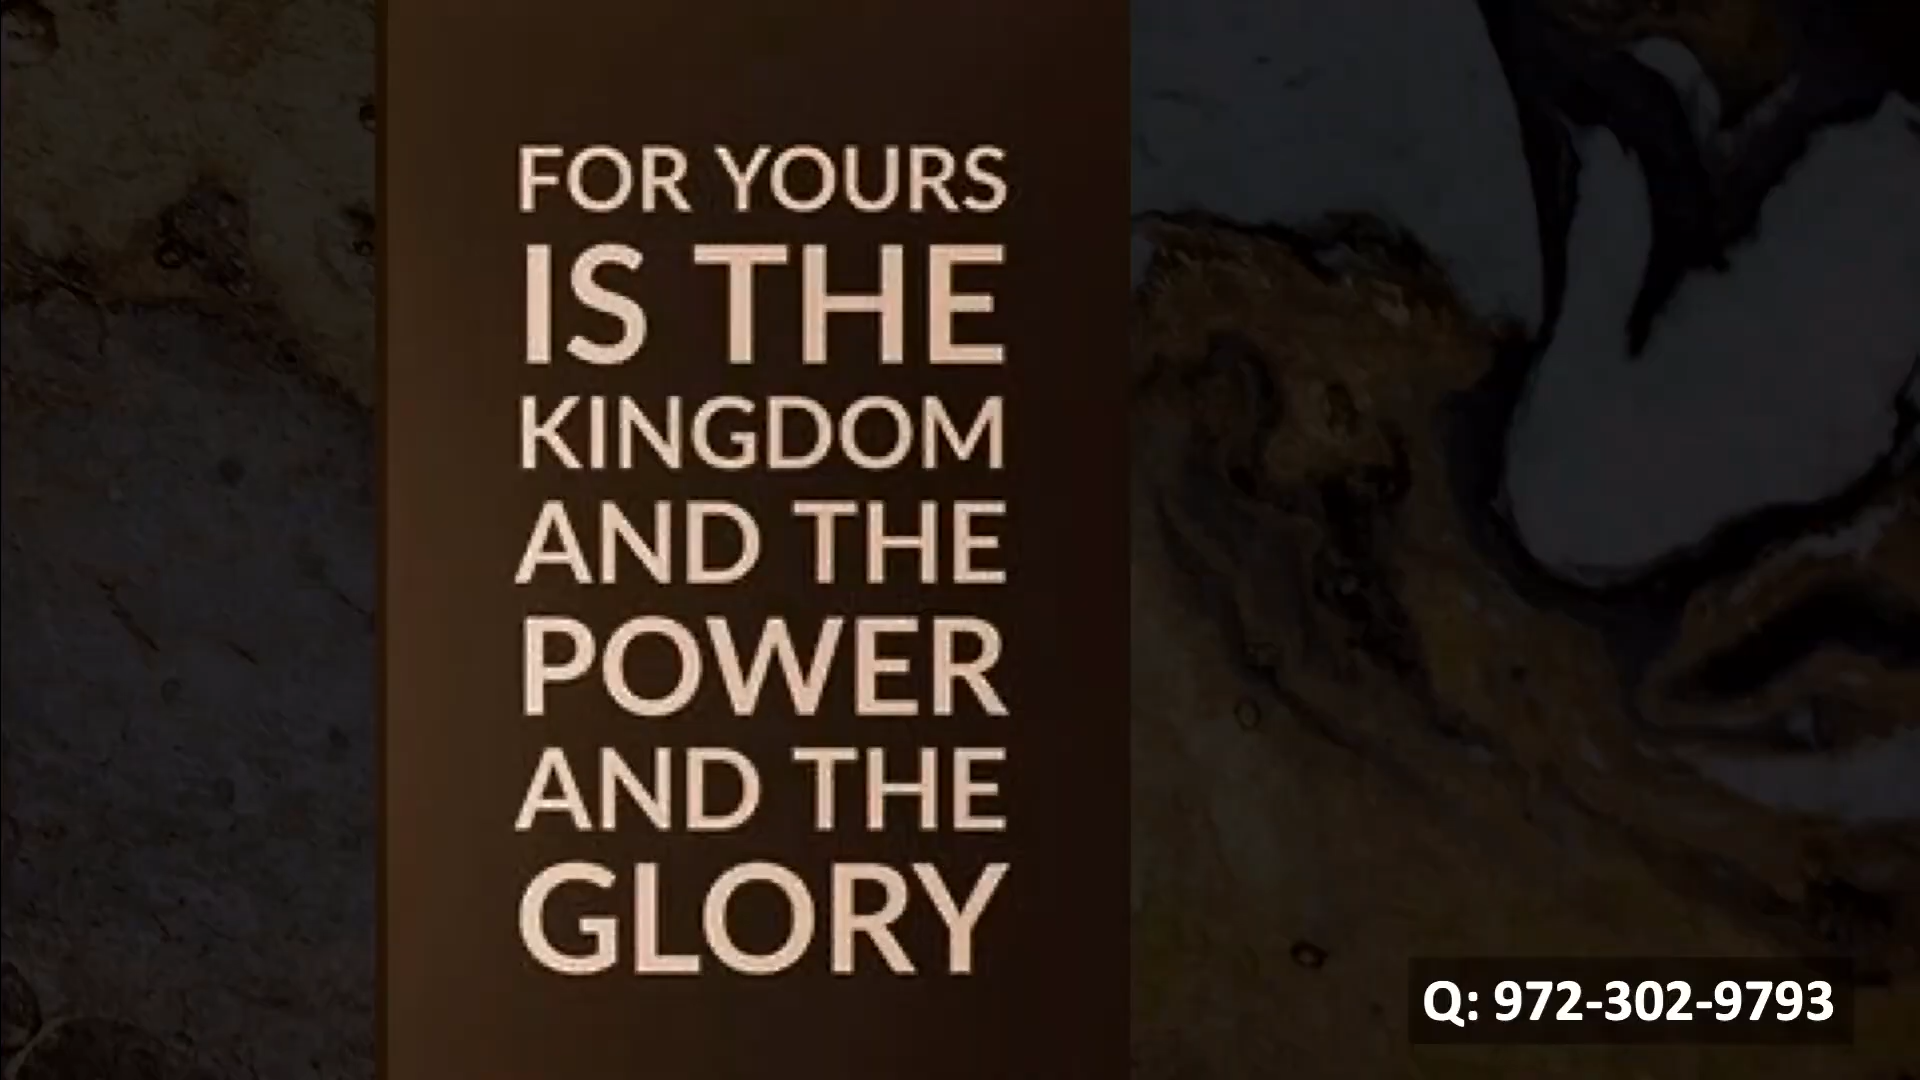 FOR YOURS
IS THE
KINGDOM
AND THE
POWER
AND THE
GLORY
Q: 972-302-9793